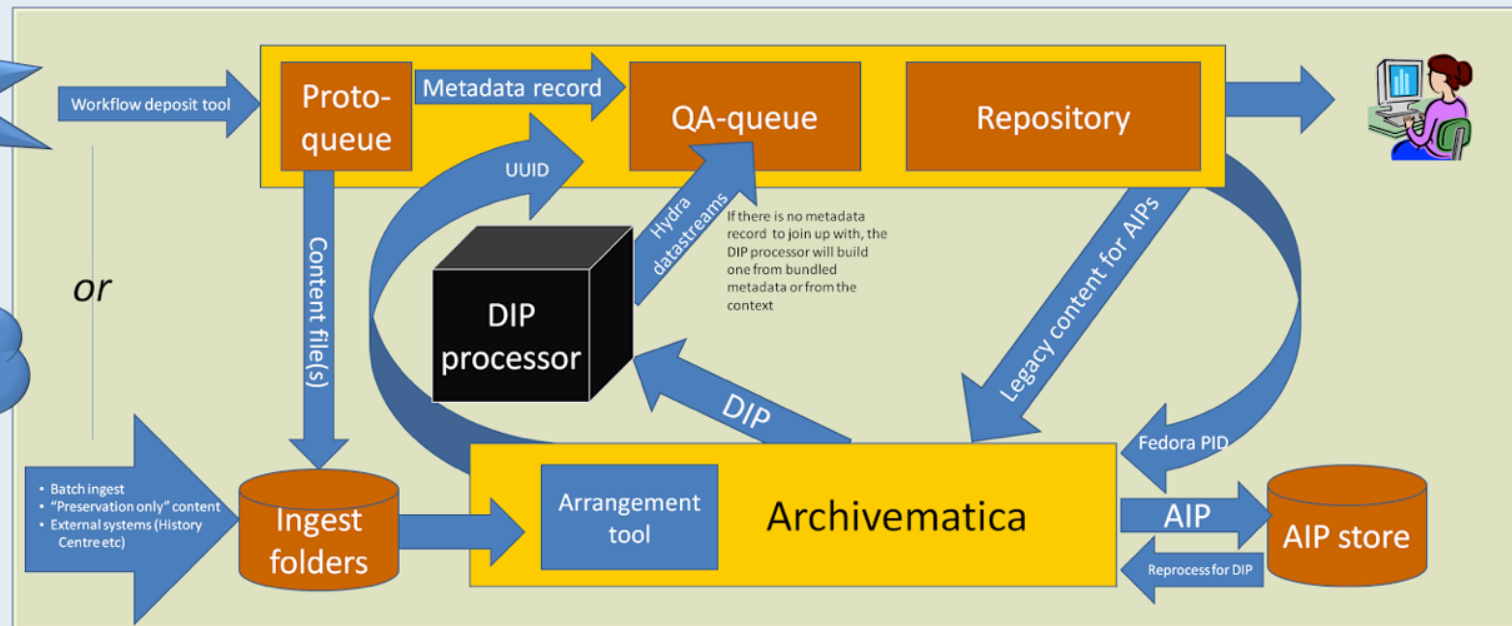 Workflow deposit tool
Proto-
queue
Metadata record
QA-queue
Repository
UUID
Content file(s)
or
Hydra
datastreams
If there is no metadata
record to join up with, the
DIP processor will build
one from bundled
metadata or from the
context
Legacy content for AIPs
DIP
processor
DIP
Fedora PID
• Batch ingest
• “Preservation only” content
• External systems (History
Centre etc)
Ingest
folders
Arrangement
tool
Archivematica
AIP
Reprocess for DIP
AIP store